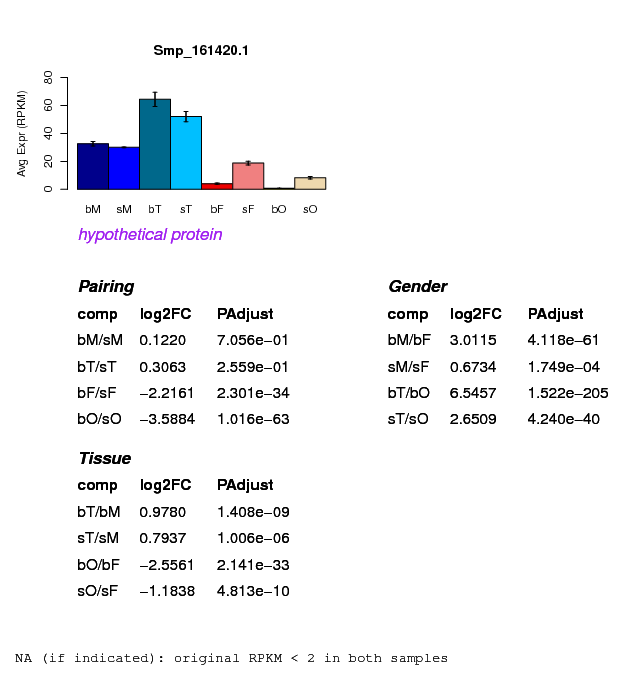 Smp_161420.1
Avg Expr (RPKM)
80
60
40
20
0
bM sM bT sT bF sF bO sO
hypothetical protein
Pairing
comp log2FC PAdjust
bM/sM 0.1220 7.056e−01
bT/sT 0.3063 2.559e−01
bF/sF −2.2161 2.301e−34
bO/sO −3.5884 1.016e−63
Gender
comp log2FC PAdjust
bM/bF 3.0115 4.118e−61
sM/sF 0.6734 1.749e−04
bT/bO 6.5457 1.522e−205
sT/sO 2.6509 4.240e−40
Tissue
comp log2FC PAdjust
bT/bM 0.9780 1.408e−09
sT/sM 0.7937 1.006e−06
bO/bF −2.5561 2.141e−33
sO/sF −1.1838 4.813e−10
NA (if indicated): original RPKM < 2 in both samples